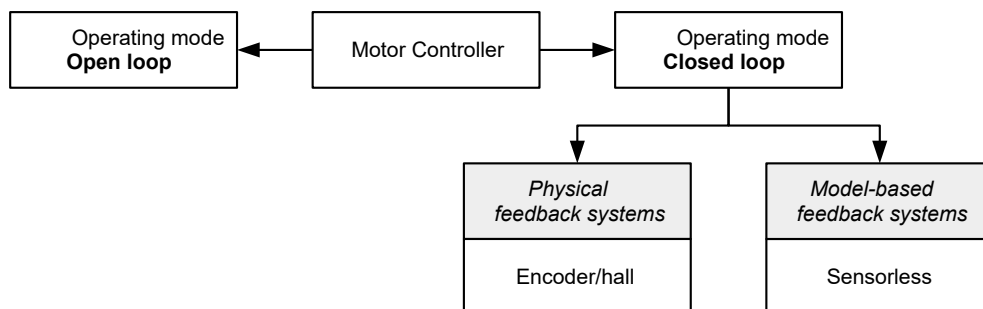 Operating mode
Open loop
Motor Controller
Operating mode
Closed loop
Physical
feedback systems
Model-based
feedback systems
Encoder/hall
Sensorless